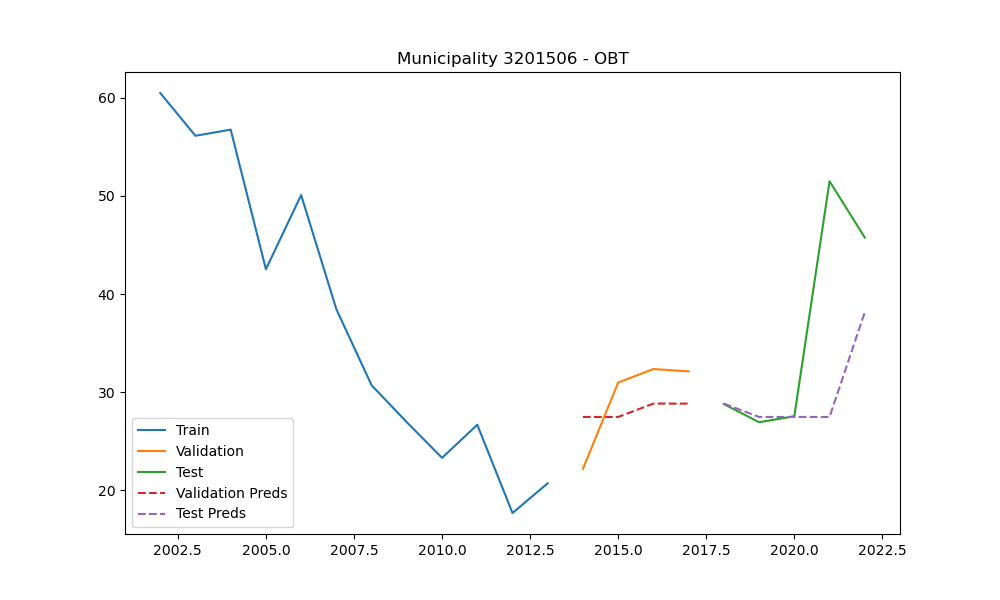 Municipality 3201506 - OBT
60
50
40
30
20
Train
Validation
Test
Validation Preds
Test Preds
2002.5 2005.0 2007.5 2010.0 2012.5 2015.0 2017.5 2020.0 2022.5